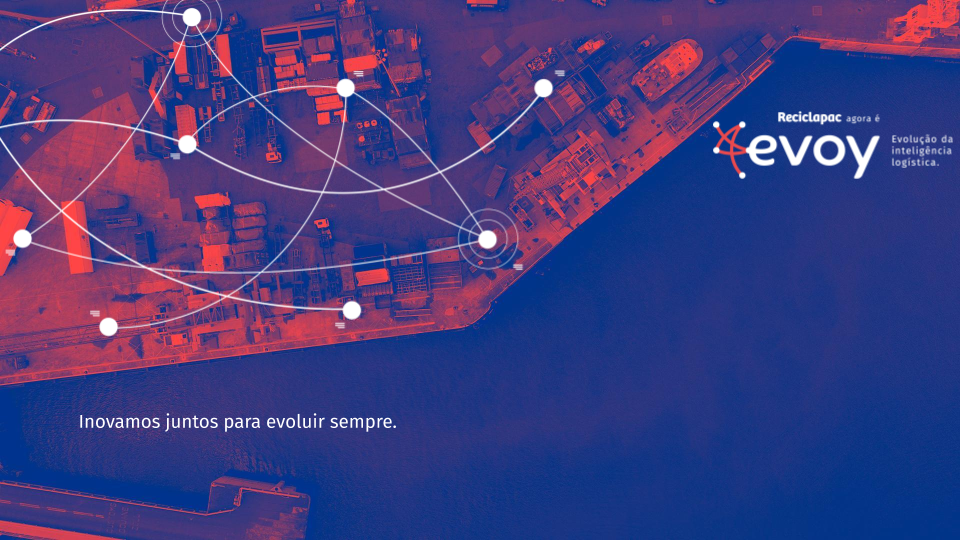 Reciclapac agora é
evoy
Evolução da
inteligência
logística.
Inovamos juntos para evoluir sempre.